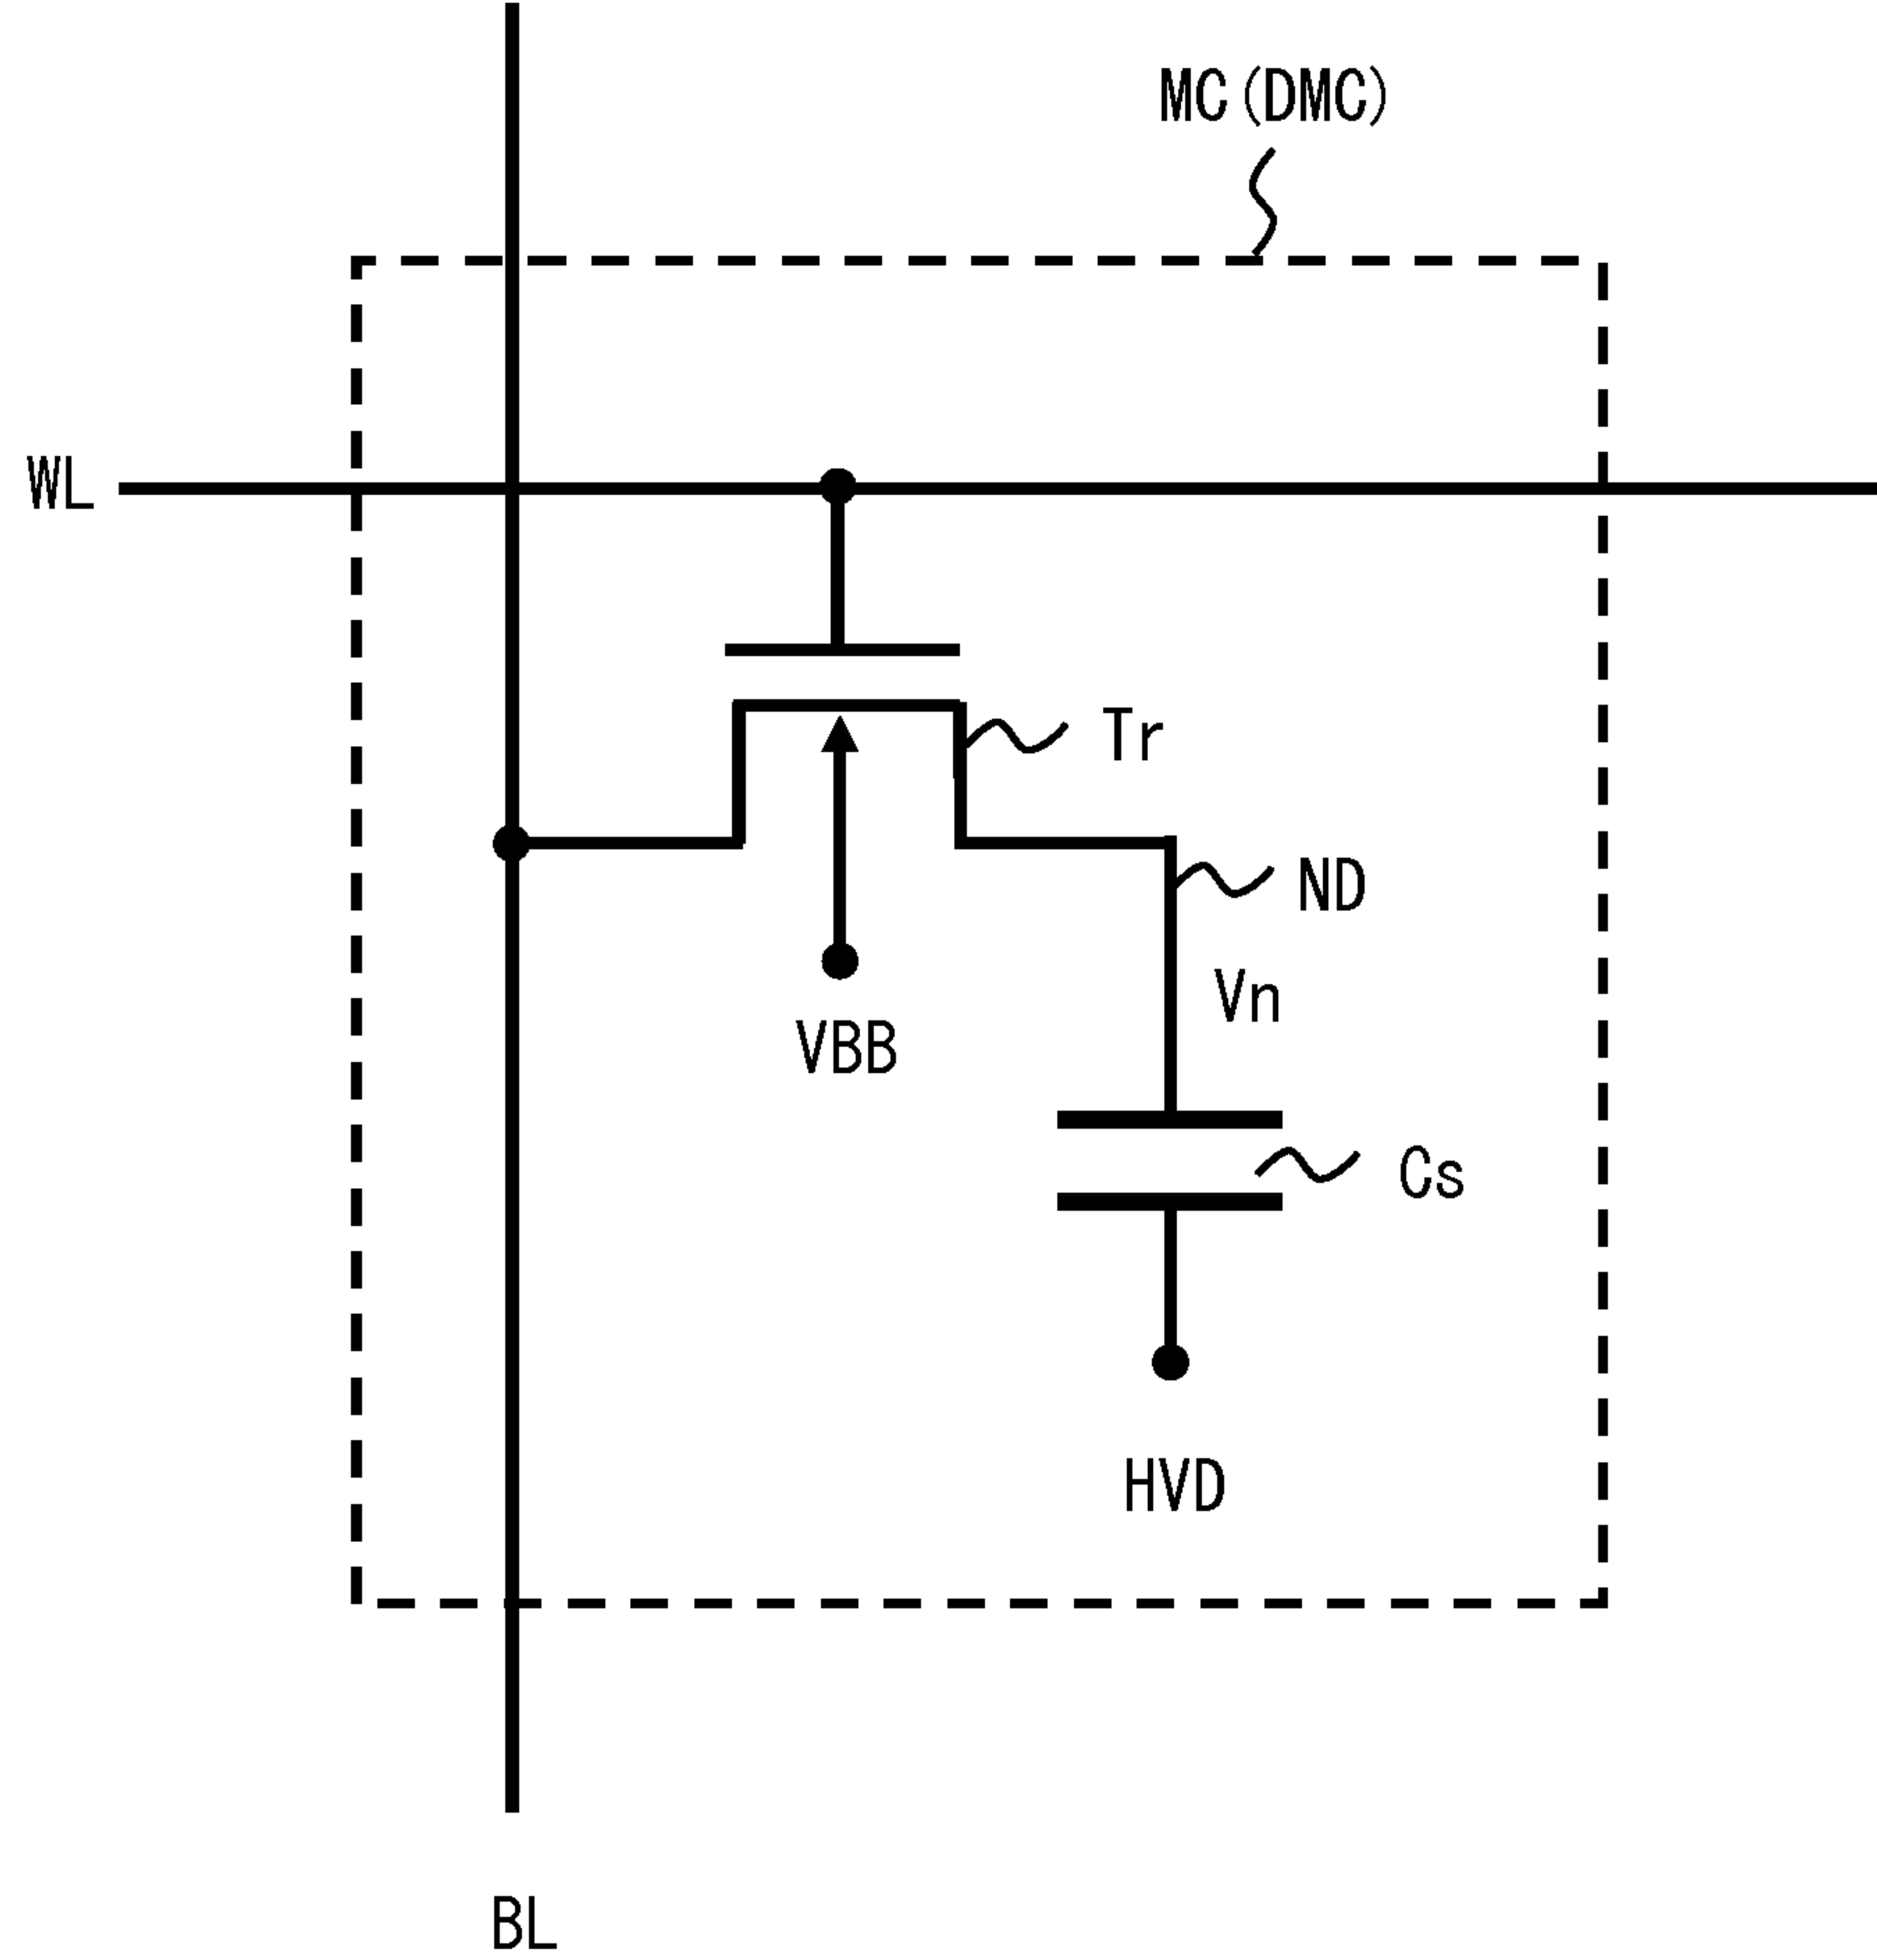 MC(DMC)
WL
Tr
ND
Vn
VBB
Cs
HVD
BL